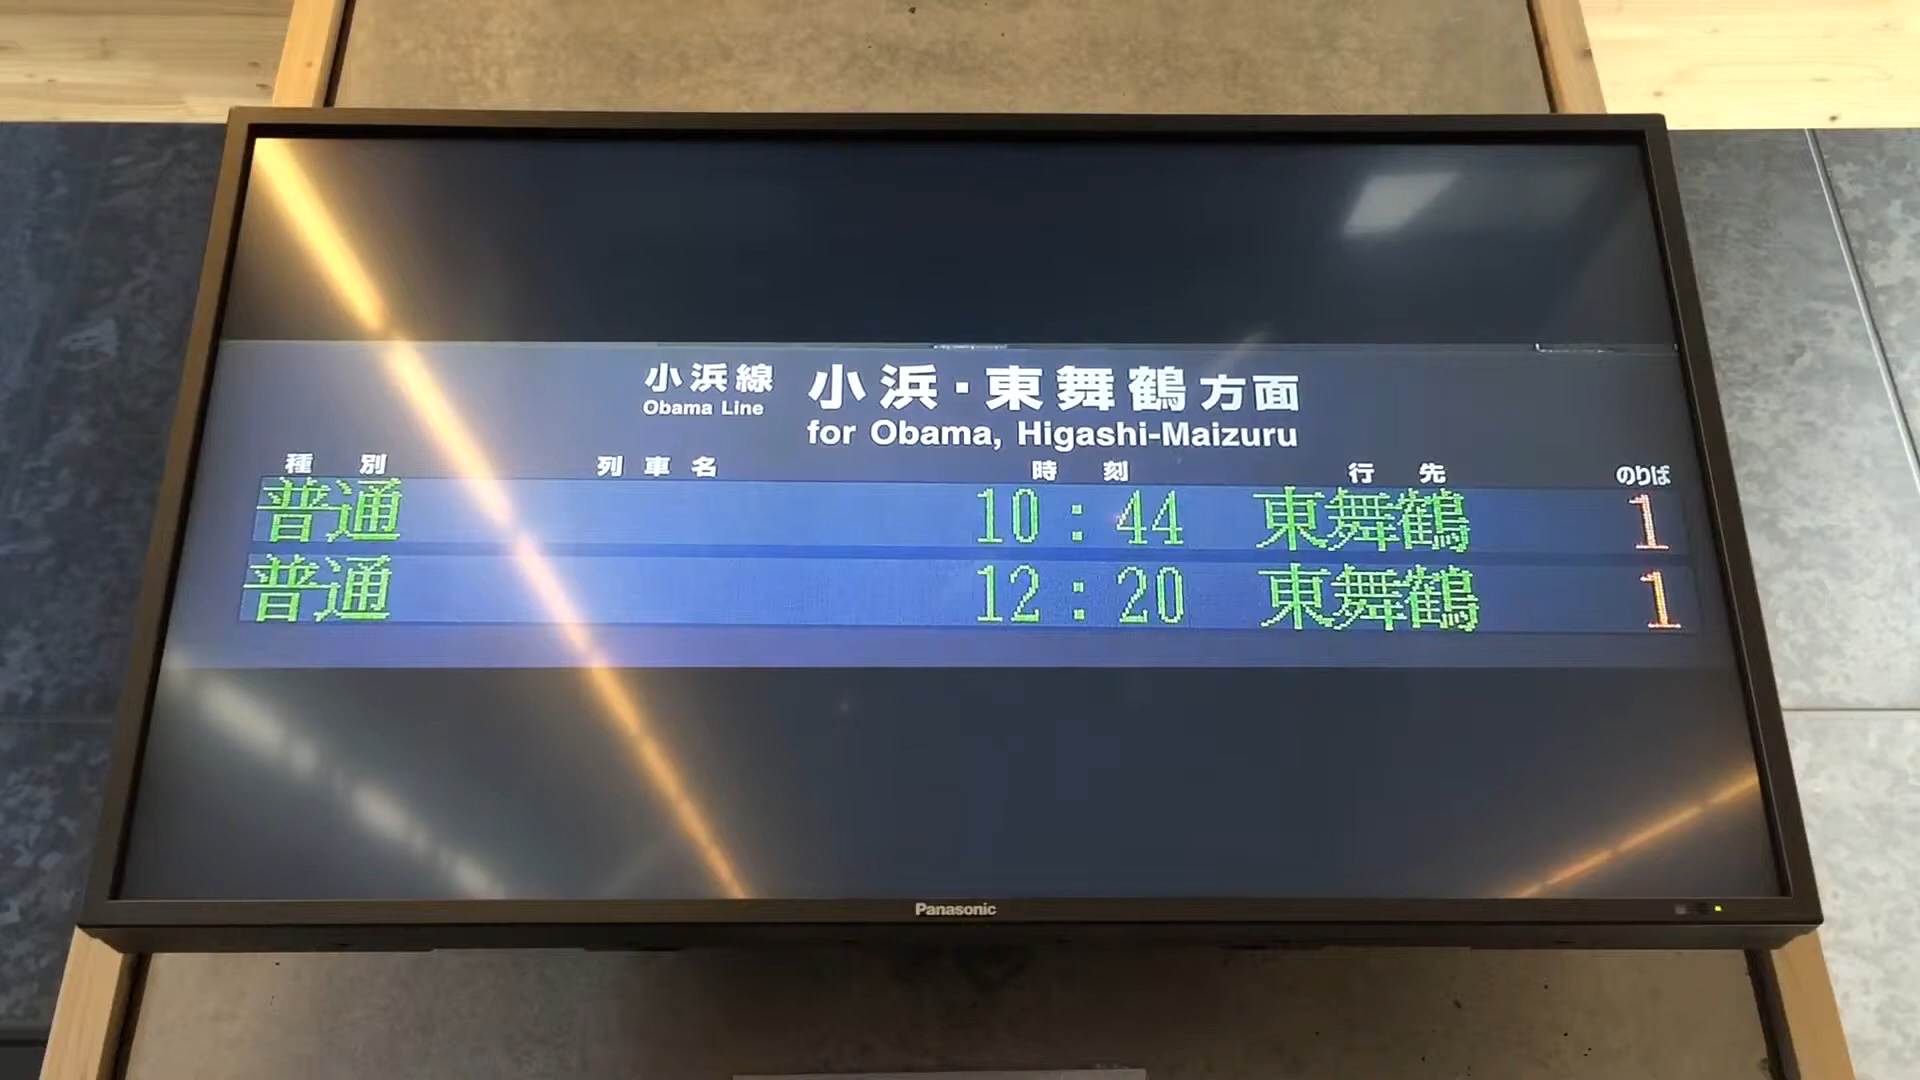 小浜線 小浜・東舞鶴方面
Obama Line for Obama, Higashi-Maizuru
種別 列車名 時刻 行先 のりば
普通 10:44 東舞鶴 1
普通 12:20 東舞鶴 1
Panasonic